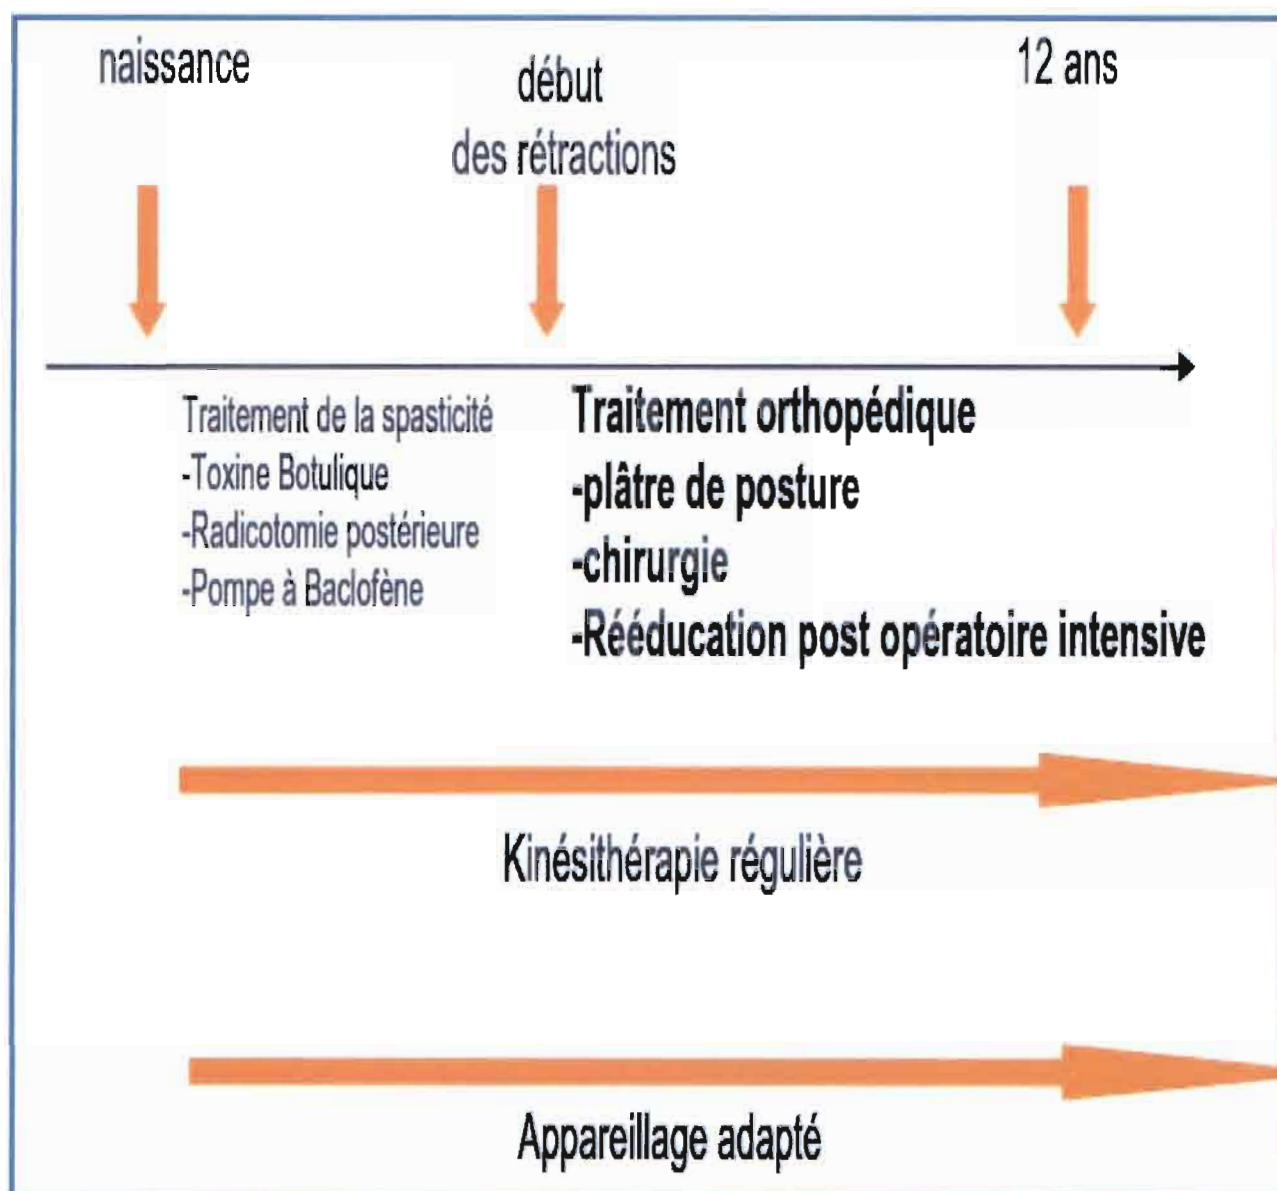 naissance
début
des rétractions
12 ans
Traitement de la spasticité
-Toxine Botulique
-Radicotomie postérieure
-Pompe à Baclofène
Traitement orthopédique
-plâtre de posture
-chirurgie
-Rééducation post opératoire intensive
Kinésithérapie régulière
Appareillage adapté